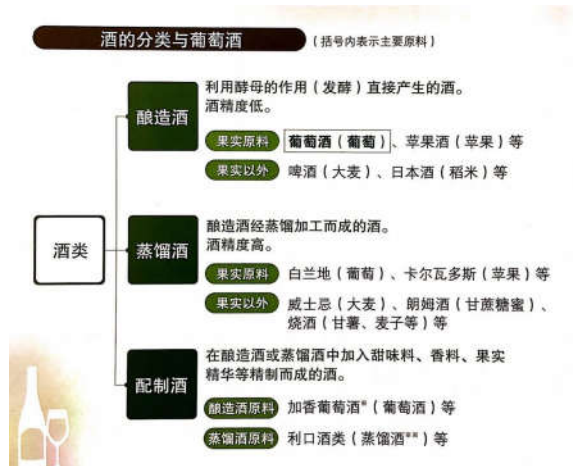 酒的分类与葡萄酒 （括号内表示主要原料）
酿造酒
利用酵母的作用（发酵）直接产生的酒。
酒精度低。
果实原料 葡萄酒（葡萄）、苹果酒（苹果）等
果实以外 啤酒（大麦）、日本酒（稻米）等
酒类
蒸馏酒
酿造酒经蒸馏加工而成的酒。
酒精度高。
果实原料 白兰地（葡萄）、卡尔瓦多斯（苹果）等
果实以外 威士忌（大麦）、朗姆酒（甘蔗糖蜜）、
烧酒（甘薯、麦子等）等
配制酒
在酿造酒或蒸馏酒中加入甜味料、香料、果实
精华等精制而成的酒。
酿造酒原料 加香葡萄酒※（葡萄酒）等
蒸馏酒原料 利口酒类（蒸馏酒※※）等